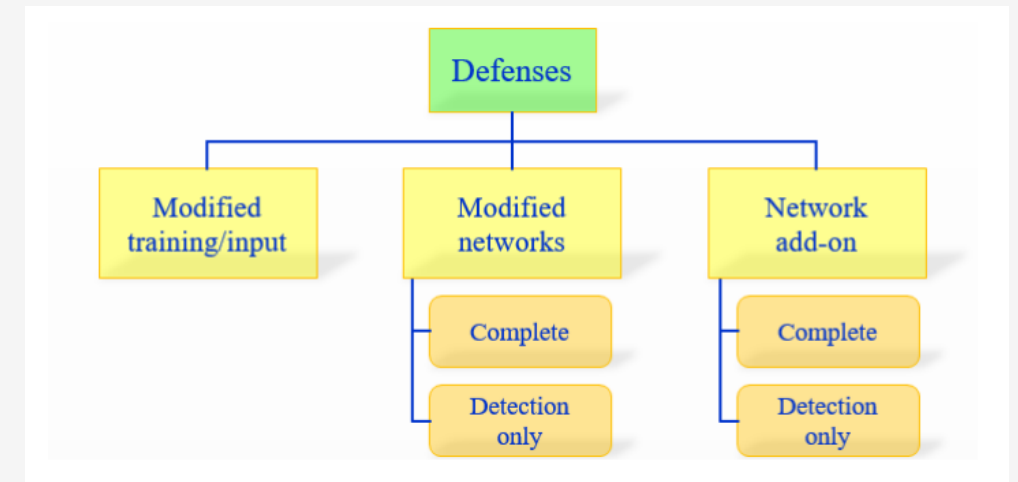 Defenses
Modified
training/input
Modified
networks
Network
add-on
Complete
Detection
only
Complete
Detection
only